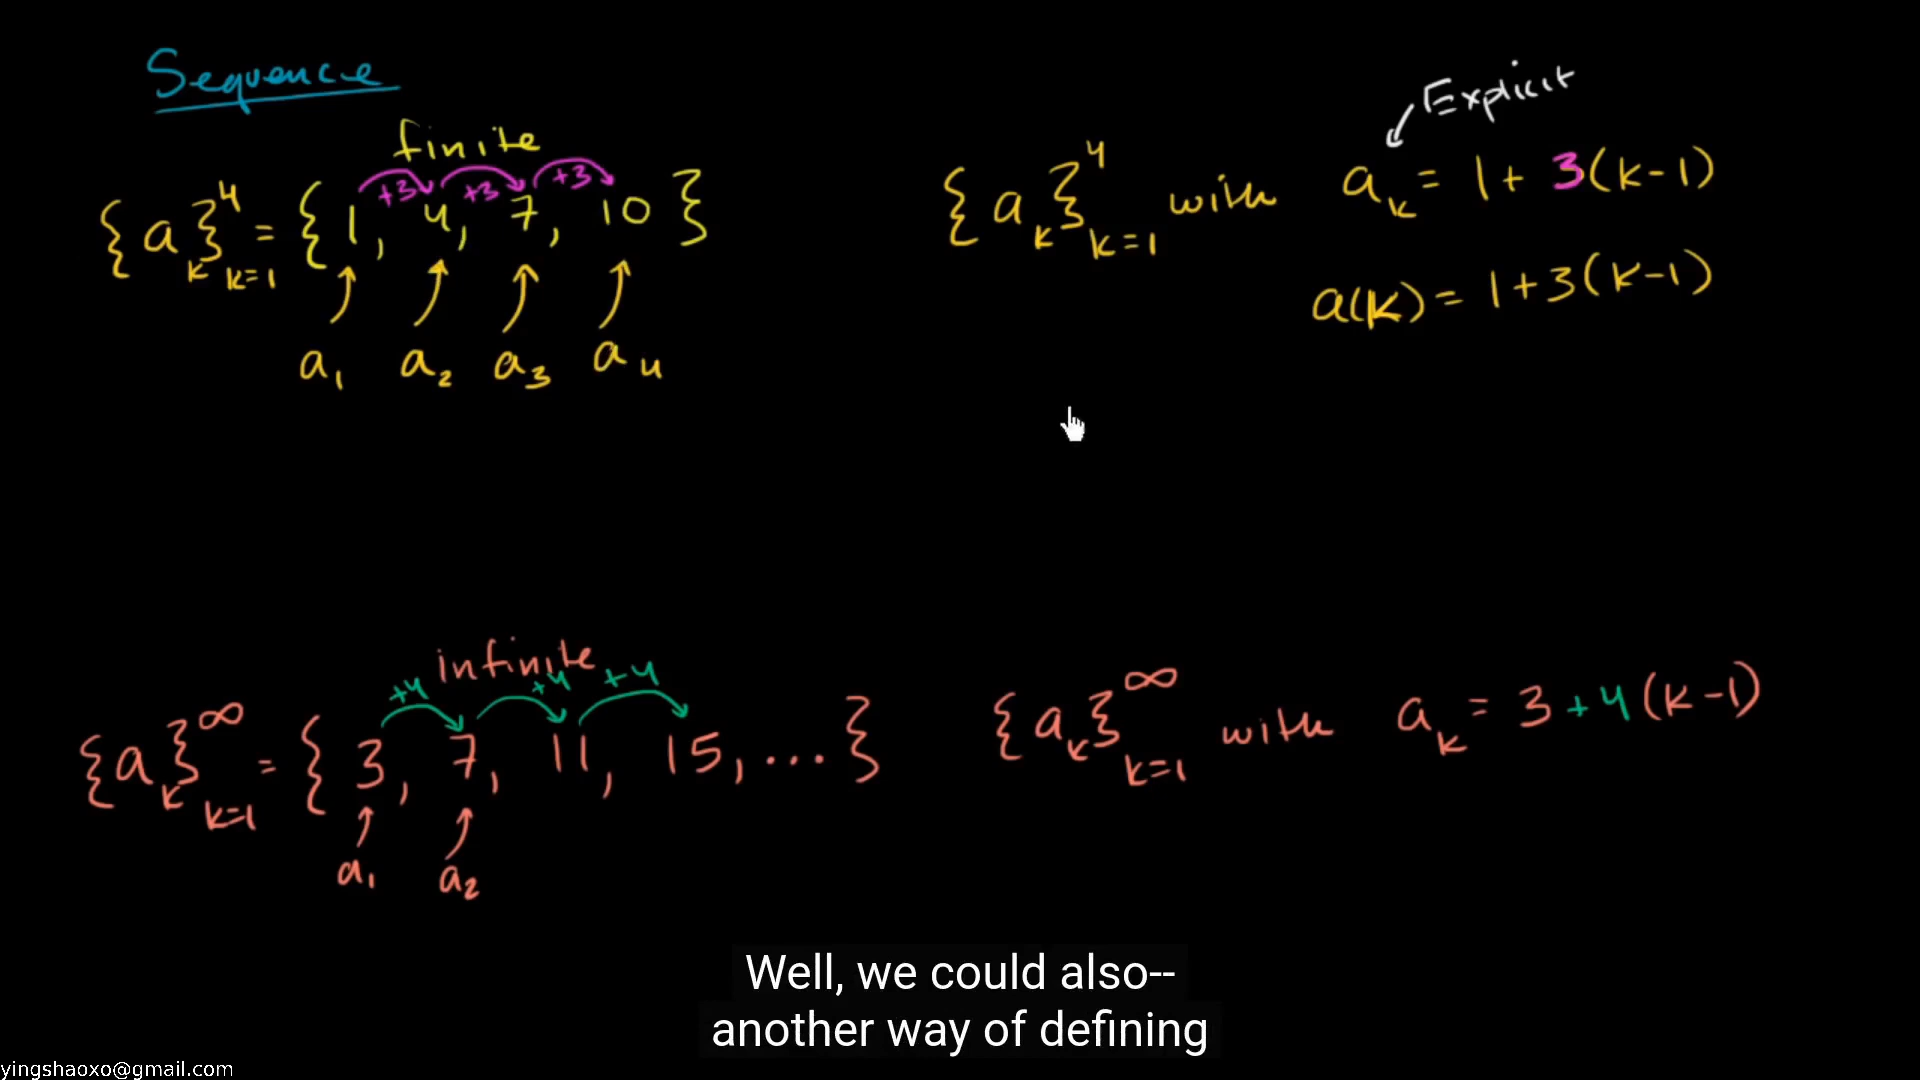 Sequence
finite
+3 +3 +3
{a_k}_{k=1}^4 = {1, 4, 7, 10}
a_1 a_2 a_3 a_4
Explicit
{a_k}_{k=1}^4 with a_k = 1 + 3(k-1)
a(k) = 1+3(k-1)
infinite
+4 +4 +4
{a_k}_{k=1}^∞ = {3, 7, 11, 15, ...}
a_1 a_2
{a_k}_{k=1}^∞ with a_k = 3 +4(k-1)
Well, we could also--
another way of defining
yingshaoxo@gmail.com